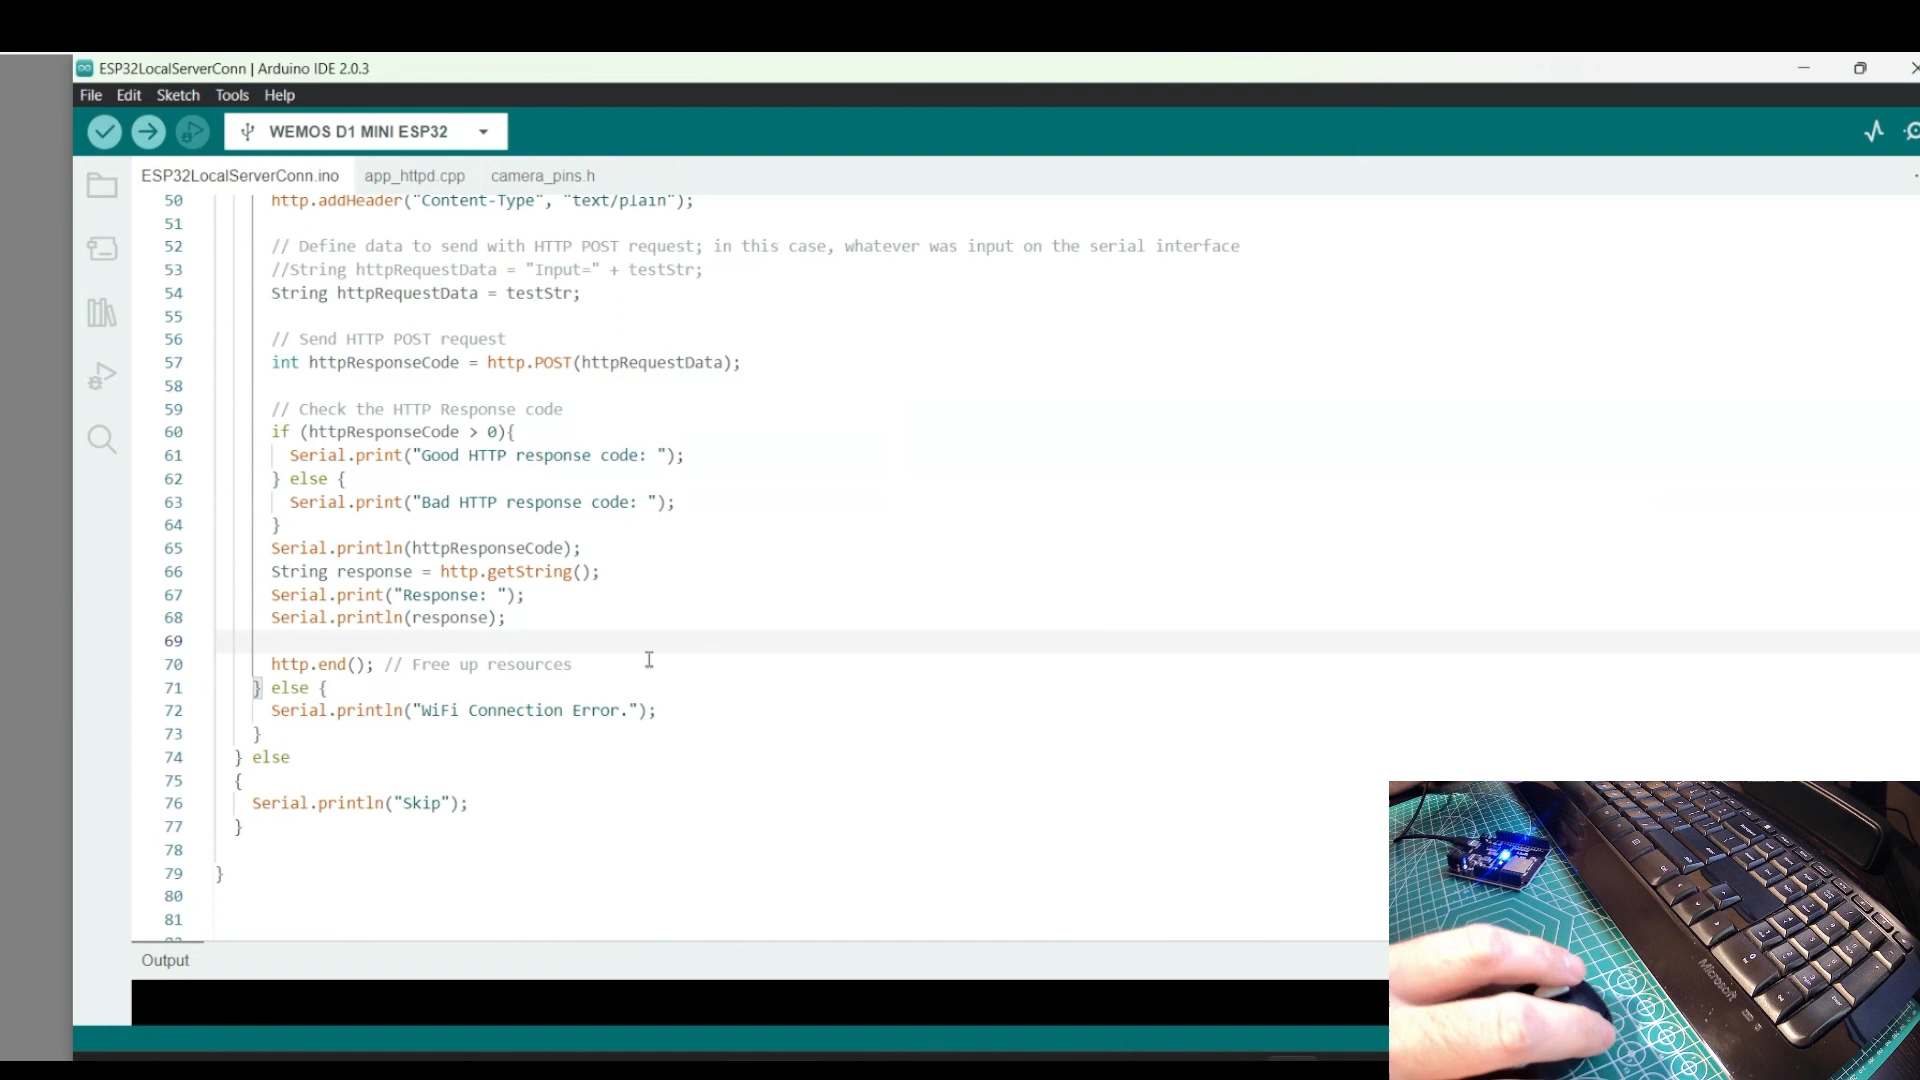 ESP32LocalServerConn | Arduino IDE 2.0.3
File Edit Sketch Tools Help
WEMOS D1 MINI ESP32
ESP32LocalServerConn.ino app_httpd.cpp camera_pins.h
50 http.addHeader("Content-Type", "text/plain");
51
52 // Define data to send with HTTP POST request; in this case, whatever was input on the serial interface
53 //String httpRequestData = "Input=" + testStr;
54 String httpRequestData = testStr;
55
56 // Send HTTP POST request
57 int httpResponseCode = http.POST(httpRequestData);
58
59 // Check the HTTP Response code
60 if (httpResponseCode > 0){
61 Serial.print("Good HTTP response code: ");
62 } else {
63 Serial.print("Bad HTTP response code: ");
64 }
65 Serial.println(httpResponseCode);
66 String response = http.getString();
67 Serial.print("Response: ");
68 Serial.println(response);
69
70 http.end(); // Free up resources
71 } else {
72 Serial.println("WiFi Connection Error.");
73 }
74 } else
75 {
76 Serial.println("Skip");
77 }
78
79 }
80
81
Output
Microsoft